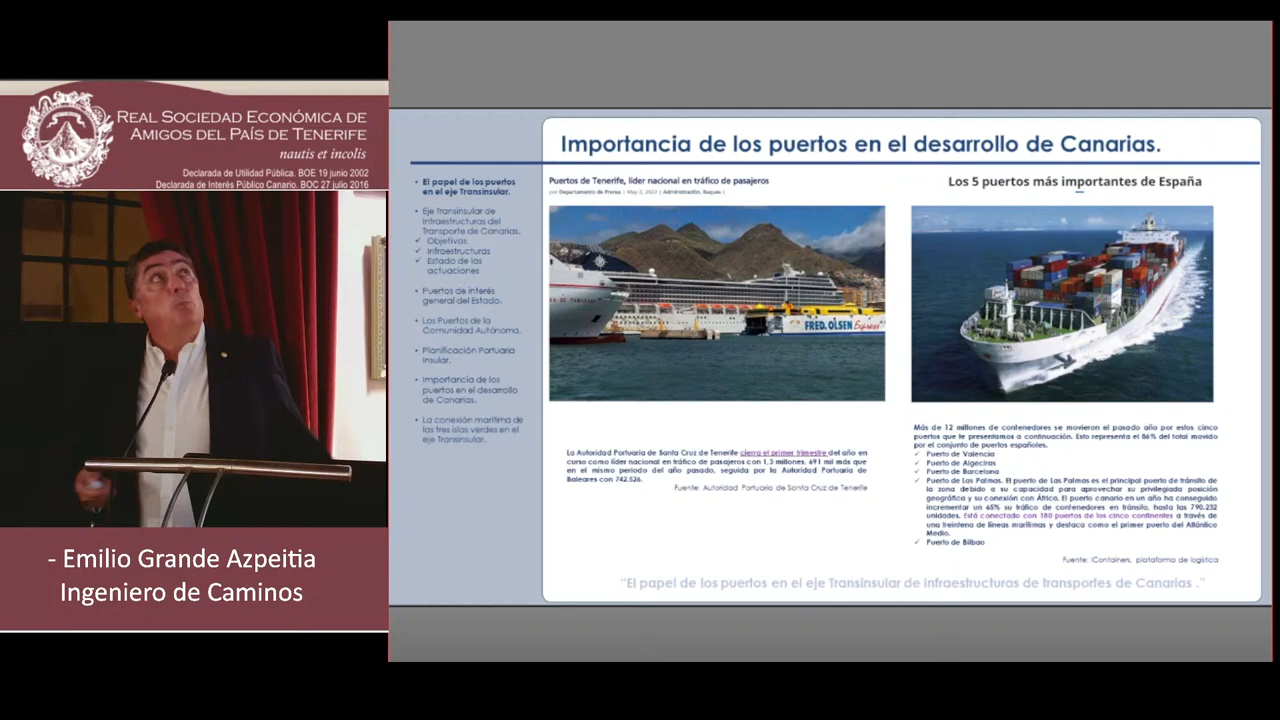 REAL SOCIEDAD ECONÓMICA DE
AMIGOS DEL PAÍS DE TENERIFE
nautis et incolis
Declarada de Utilidad Pública. BOE 19 junio 2002
Declarada de Interés Público Canario. BOC 27 julio 2016
- Emilio Grande Azpeitia
Ingeniero de Caminos
Importancia de los puertos en el desarrollo de Canarias.
• El papel de los puertos
en el eje Transinsular.
• Eje Transinsular de
Infraestructuras del
Transporte de Canarias.
✓ Objetivos
✓ Infraestructuras
✓ Estado de las
actuaciones
• Puertos de interés
general del Estado.
• Los Puertos de la
Comunidad Autónoma.
• Planificación Portuaria
Insular.
• Importancia de los
puertos en el desarrollo
de Canarias.
• La conexión marítima de
las tres islas verdes en el
eje Transinsular.
Puertos de Tenerife, líder nacional en tráfico de pasajeros
por Departamento de Prensa | May 2, 2022 | Administración, Buques |
FRED. OLSEN Express
La Autoridad Portuaria de Santa Cruz de Tenerife cierra el primer trimestre del año en
curso como líder nacional en tráfico de pasajeros con 1,3 millones, 691 mil más que
en el mismo periodo del año pasado, seguida por la Autoridad Portuaria de
Baleares con 742.526.
Fuente: Autoridad Portuaria de Santa Cruz de Tenerife
Los 5 puertos más importantes de España
Más de 12 millones de contenedores se movieron el pasado año por estos cinco
puertos que te presentamos a continuación. Esto representa el 86% del total movido
por el conjunto de puertos españoles.
✓ Puerto de Valencia
✓ Puerto de Algeciras
✓ Puerto de Barcelona
✓ Puerto de Las Palmas. El puerto de Las Palmas es el principal puerto de tránsito de
la zona debido a su capacidad para aprovechar su privilegiada posición
geográfica y su conexión con África. El puerto canario en un año ha conseguido
incrementar un 65% su tráfico de contenedores en tránsito, hasta las 790.232
unidades. Está conectado con 180 puertos de los cinco continentes a través de
una treintena de líneas marítimas y destaca como el primer puerto del Atlántico
Medio.
✓ Puerto de Bilbao
Fuente: iContainers, plataforma de logística
“El papel de los puertos en el eje Transinsular de infraestructuras de transportes de Canarias .”